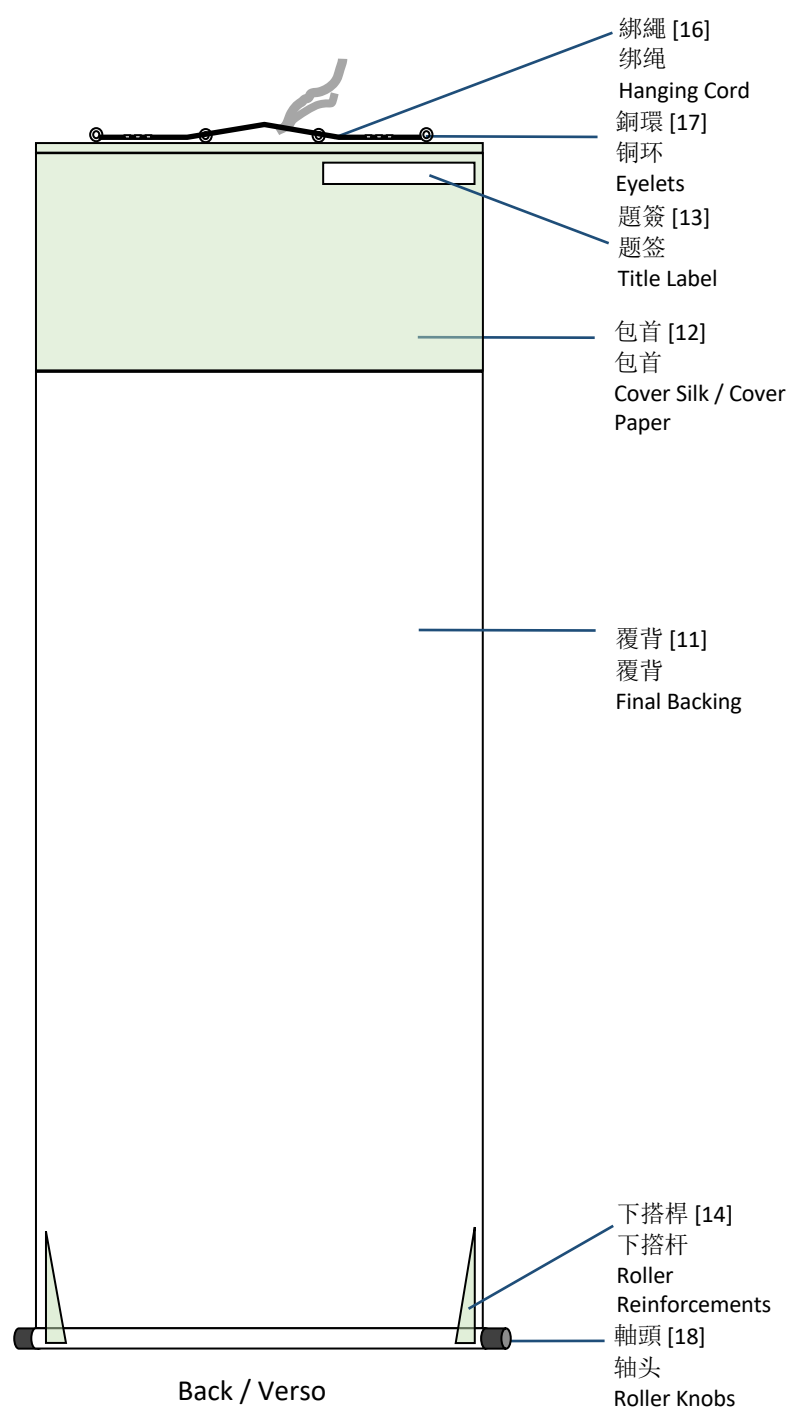 綁繩 [16]
绑绳
Hanging Cord
銅環 [17]
铜环
Eyelets
題簽 [13]
题签
Title Label
包首 [12]
包首
Cover Silk / Cover
Paper
覆背 [11]
覆背
Final Backing
下搭桿 [14]
下搭杆
Roller
Reinforcements
軸頭 [18]
轴头
Roller Knobs
Back / Verso